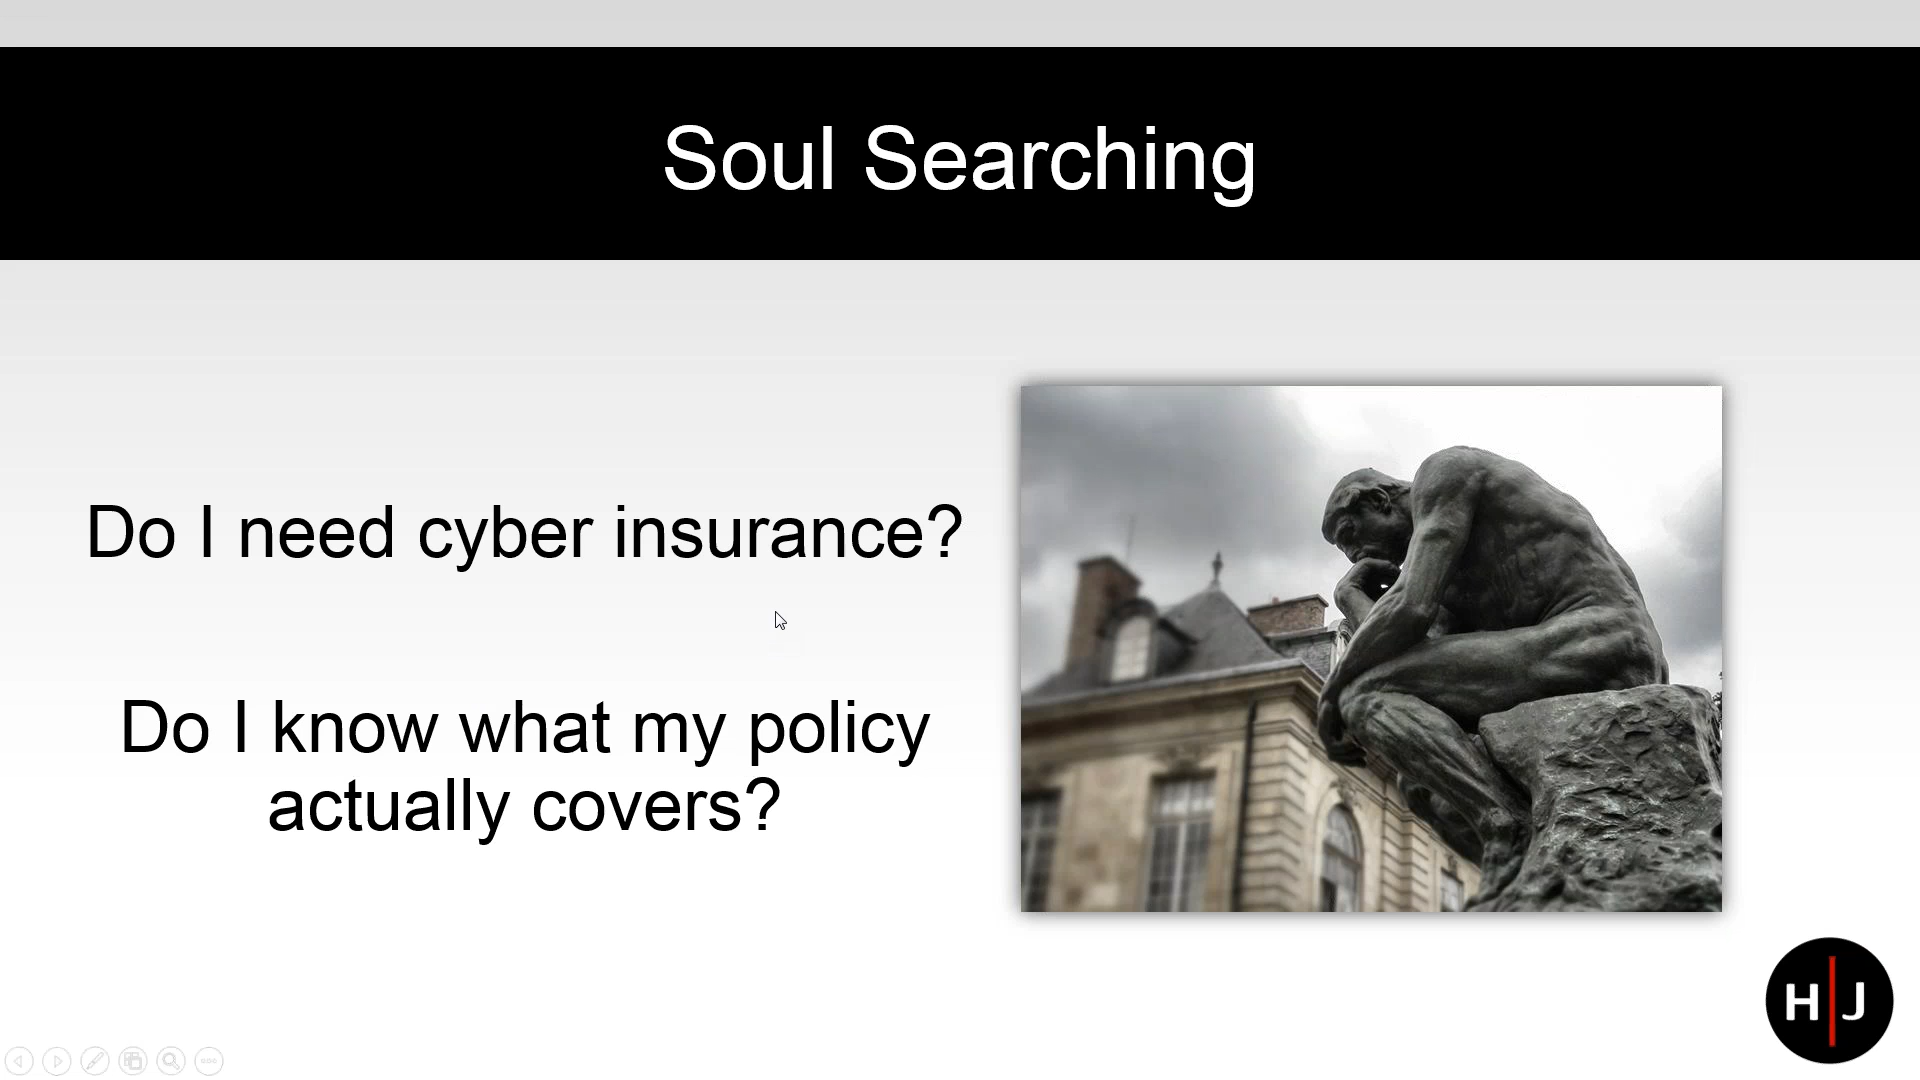 Soul Searching
Do I need cyber insurance?
Do I know what my policy
actually covers?
H J